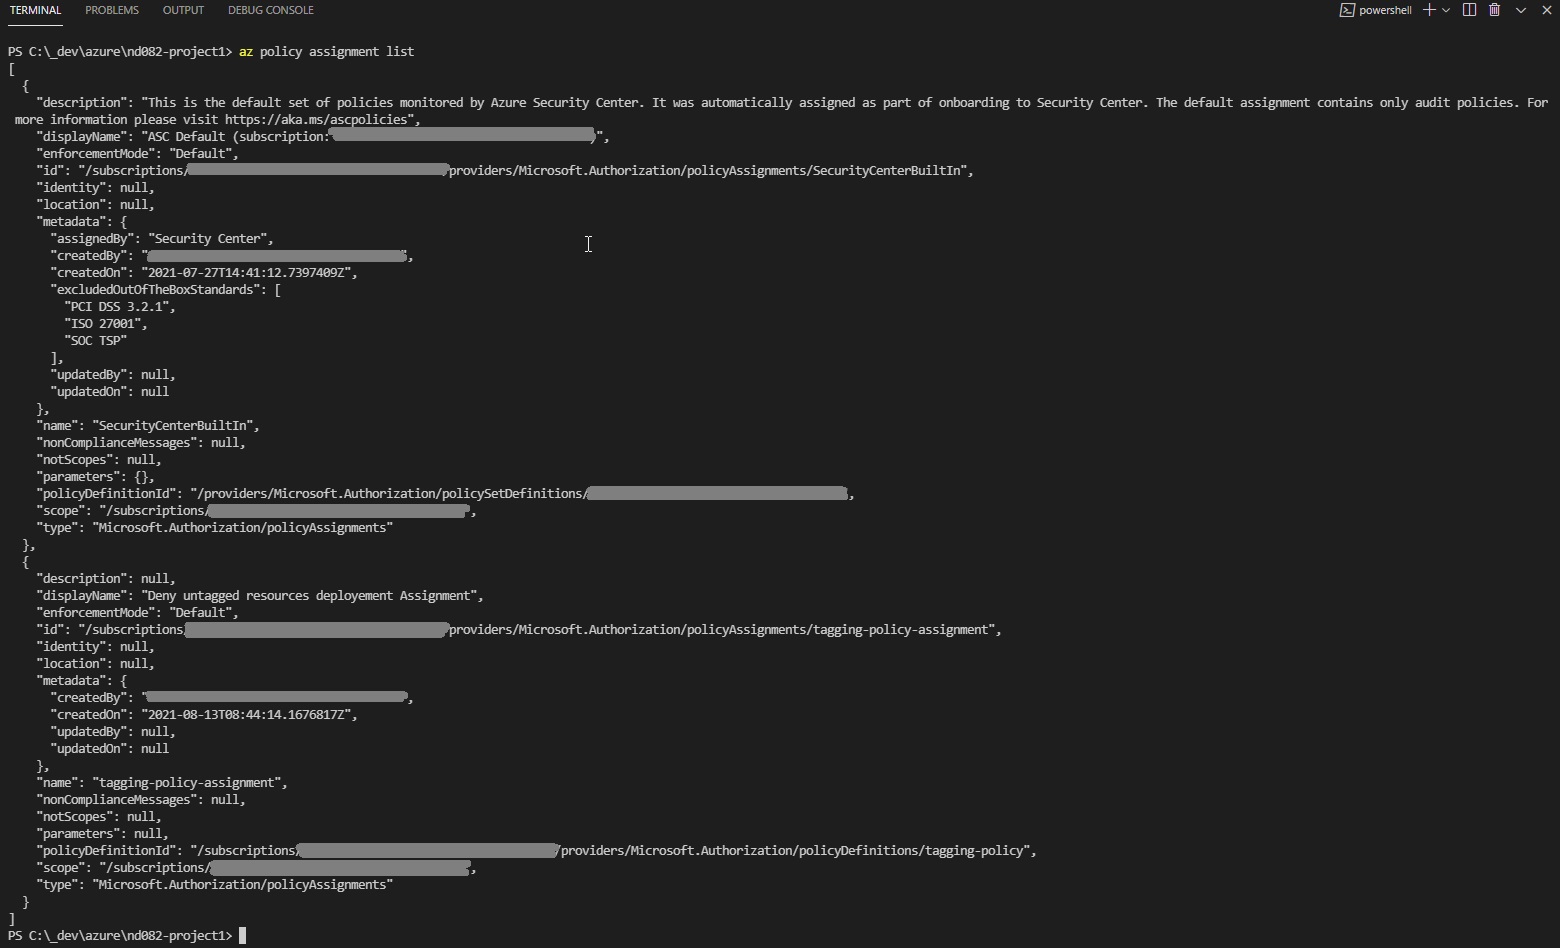 TERMINAL PROBLEMS OUTPUT DEBUG CONSOLE powershell
PS C:\_dev\azure\nd082-project1> az policy assignment list
[
  {
    "description": "This is the default set of policies monitored by Azure Security Center. It was automatically assigned as part of onboarding to Security Center. The default assignment contains only audit policies. For
 more information please visit https://aka.ms/ascpolicies",
    "displayName": "ASC Default (subscription: )",
    "enforcementMode": "Default",
    "id": "/subscriptions/ /providers/Microsoft.Authorization/policyAssignments/SecurityCenterBuiltIn",
    "identity": null,
    "location": null,
    "metadata": {
      "assignedBy": "Security Center",
      "createdBy": " ",
      "createdOn": "2021-07-27T14:41:12.7397409Z",
      "excludedOutOfTheBoxStandards": [
        "PCI DSS 3.2.1",
        "ISO 27001",
        "SOC TSP"
      ],
      "updatedBy": null,
      "updatedOn": null
    },
    "name": "SecurityCenterBuiltIn",
    "nonComplianceMessages": null,
    "notScopes": null,
    "parameters": {},
    "policyDefinitionId": "/providers/Microsoft.Authorization/policySetDefinitions/ ,
    "scope": "/subscriptions/ ",
    "type": "Microsoft.Authorization/policyAssignments"
  },
  {
    "description": null,
    "displayName": "Deny untagged resources deployement Assignment",
    "enforcementMode": "Default",
    "id": "/subscriptions/ /providers/Microsoft.Authorization/policyAssignments/tagging-policy-assignment",
    "identity": null,
    "location": null,
    "metadata": {
      "createdBy": " ",
      "createdOn": "2021-08-13T08:44:14.1676817Z",
      "updatedBy": null,
      "updatedOn": null
    },
    "name": "tagging-policy-assignment",
    "nonComplianceMessages": null,
    "notScopes": null,
    "parameters": null,
    "policyDefinitionId": "/subscriptions/ /providers/Microsoft.Authorization/policyDefinitions/tagging-policy",
    "scope": "/subscriptions/ ",
    "type": "Microsoft.Authorization/policyAssignments"
  }
]
PS C:\_dev\azure\nd082-project1>